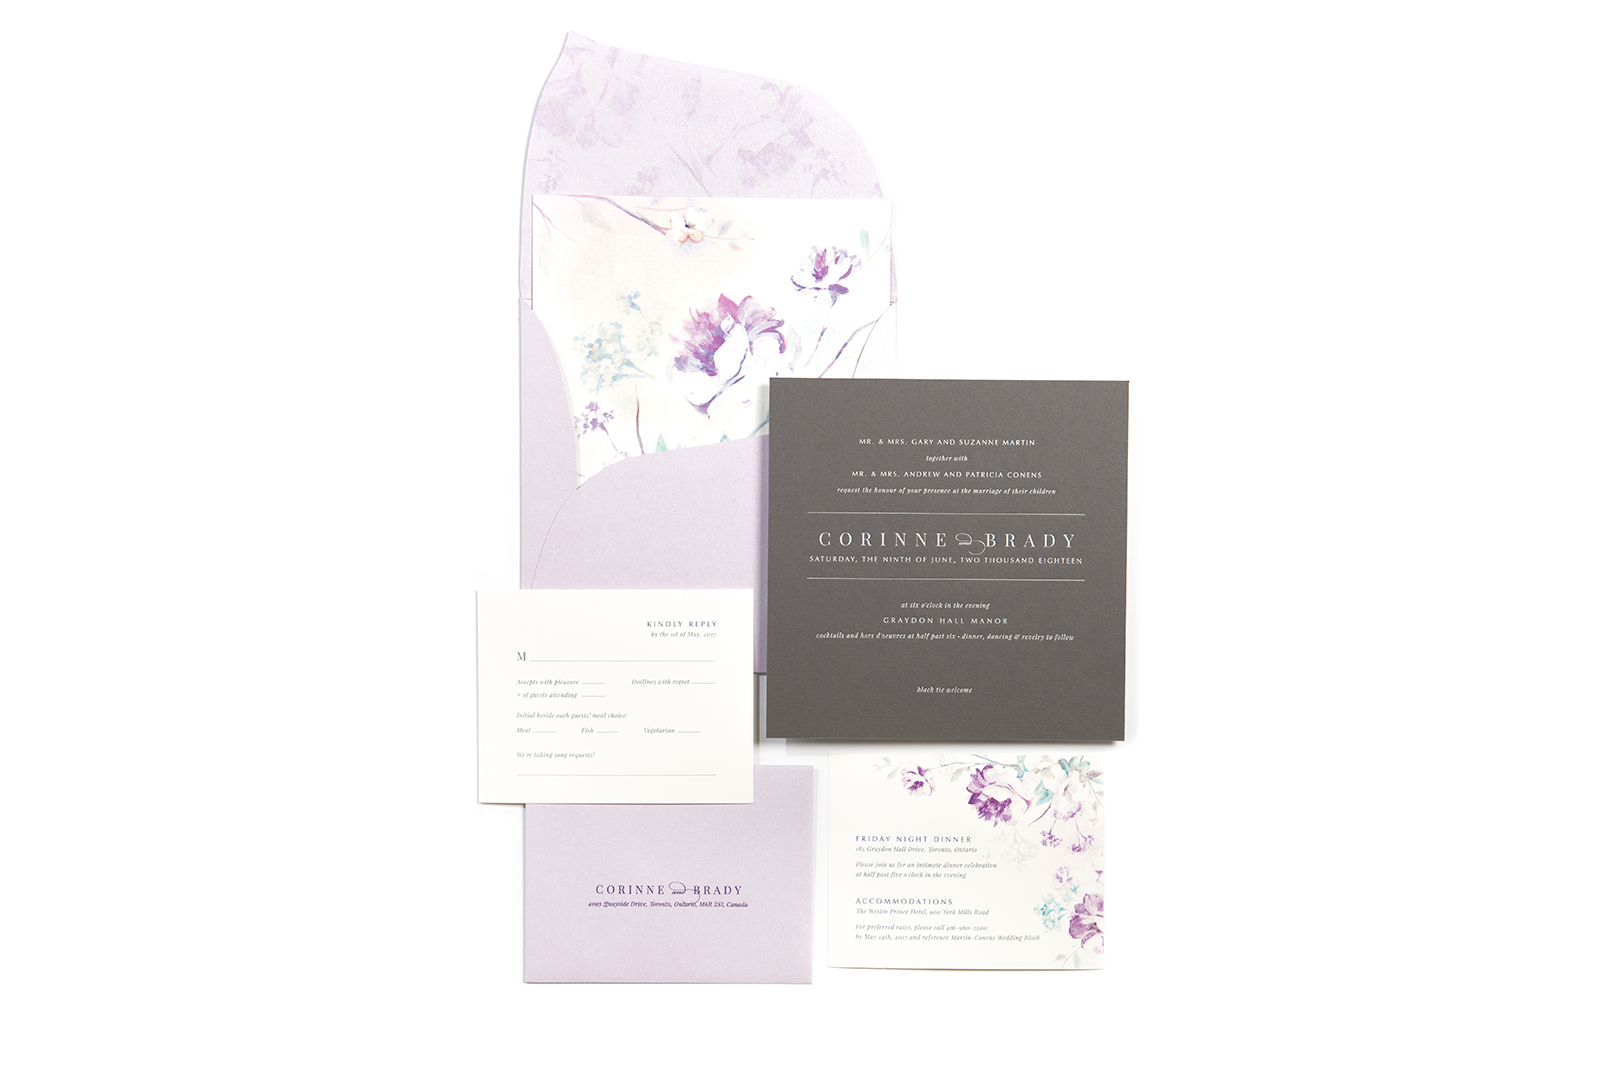 MR. & MRS. GARY AND SUZANNE MARTIN
together with
MR. & MRS. ANDREW AND PATRICIA CONENS
request the honour of your presence at the marriage of their children
CORINNE and BRADY
SATURDAY, THE NINTH OF JUNE, TWO THOUSAND EIGHTEEN
at six o'clock in the evening
GRAYDON HALL MANOR
cocktails and hors d'oeuvres at half past six - dinner, dancing & revelry to follow
black tie welcome
KINDLY REPLY
by the 1st of May, 2017
M
Accepts with pleasure Declines with regret
# of guests attending
Initial beside each guests' meal choice:
Meat Fish Vegetarian
We're taking song requests!
CORINNE and BRADY
4095 Quayside Drive, Toronto, Ontario, M6R 2S1, Canada
FRIDAY NIGHT DINNER
185 Graydon Hall Drive, Toronto, Ontario
Please join us for an intimate dinner celebration
at half past five o'clock in the evening
ACCOMMODATIONS
The Westin Prince Hotel, 900 York Mills Road
For preferred rates, please call 416-960-5200
by May 24th, 2017 and reference Martin-Conens Wedding Block